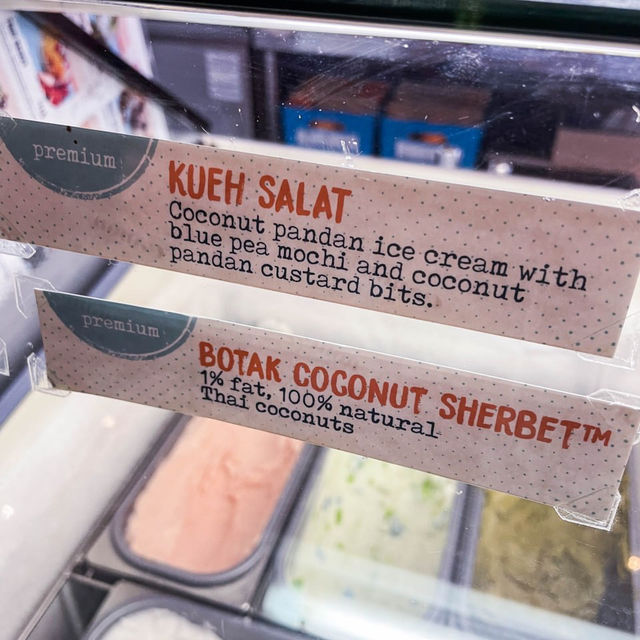 premium
KUEH SALAT
Coconut pandan ice cream with
blue pea mochi and coconut
pandan custard bits.
premium
BOTAK COCONUT SHERBET™
1% fat, 100% natural
Thai coconuts